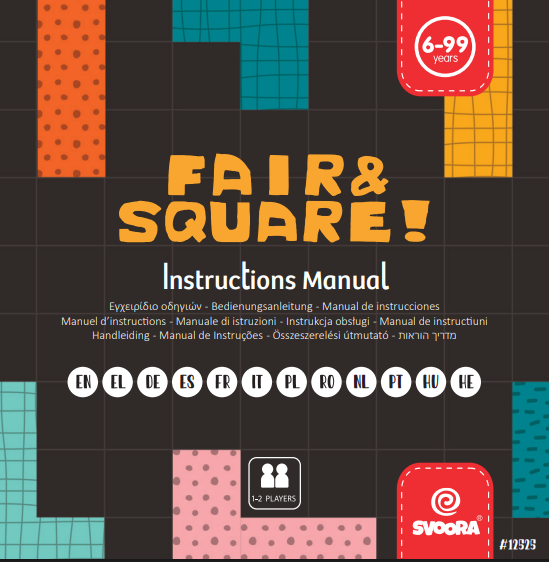 6-99
years
FAIR &
SQUARE!
Instructions Manual
Εγχειρίδιο οδηγιών - Bedienungsanleitung - Manual de instrucciones
Manuel d'instructions - Manuale di istruzioni - Instrukcja obsługi - Manual de instrucțiuni
Handleiding - Manual de Instruções - Összeszerelési útmutató - מדריך הוראות
EN EL DE ES FR IT PL RO NL PT HU HE
1-2 PLAYERS
SVOORA®
#12525